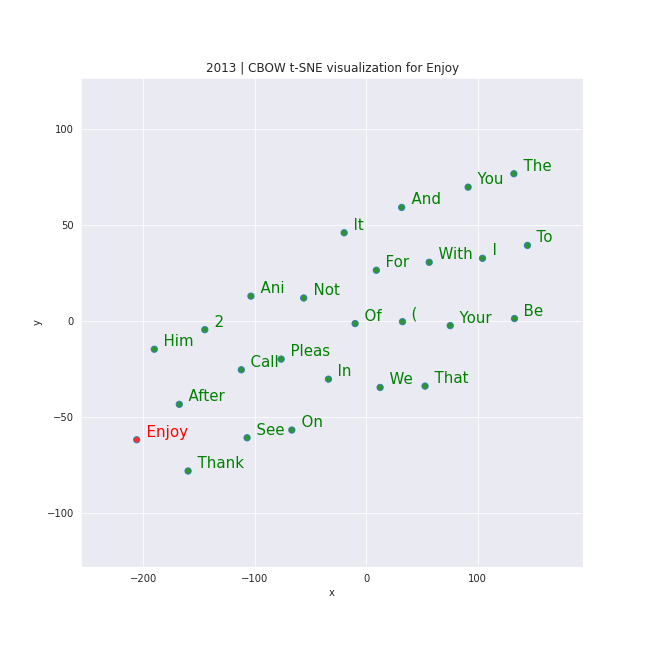 2013 | CBOW t-SNE visualization for Enjoy
100
The
You
And
50
It
To
I
With
For
Ani
Not
Be
2
Of
(
Your
0
Him
y
Pleas
Call
In
We
That
After
−50
On
See
Enjoy
Thank
−100
−200
−100
0
100
x